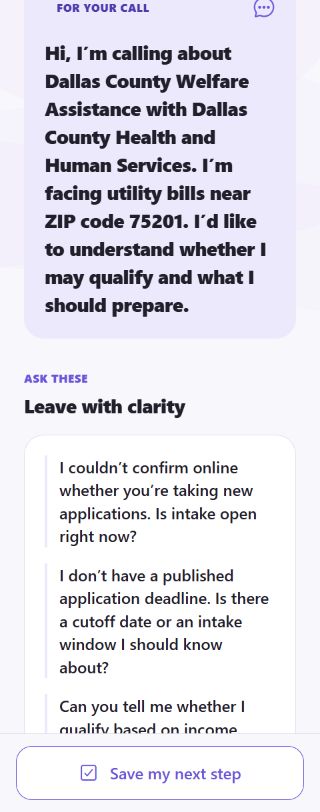 FOR YOUR CALL
Hi, I´m calling about
Dallas County Welfare
Assistance with Dallas
County Health and
Human Services. I´m
facing utility bills near
ZIP code 75201. I´d like
to understand whether I
may qualify and what I
should prepare.
ASK THESE
Leave with clarity
I couldn’t confirm online
whether you’re taking new
applications. Is intake open
right now?
I don’t have a published
application deadline. Is there
a cutoff date or an intake
window I should know
about?
Can you tell me whether I
qualify based on income
Save my next step